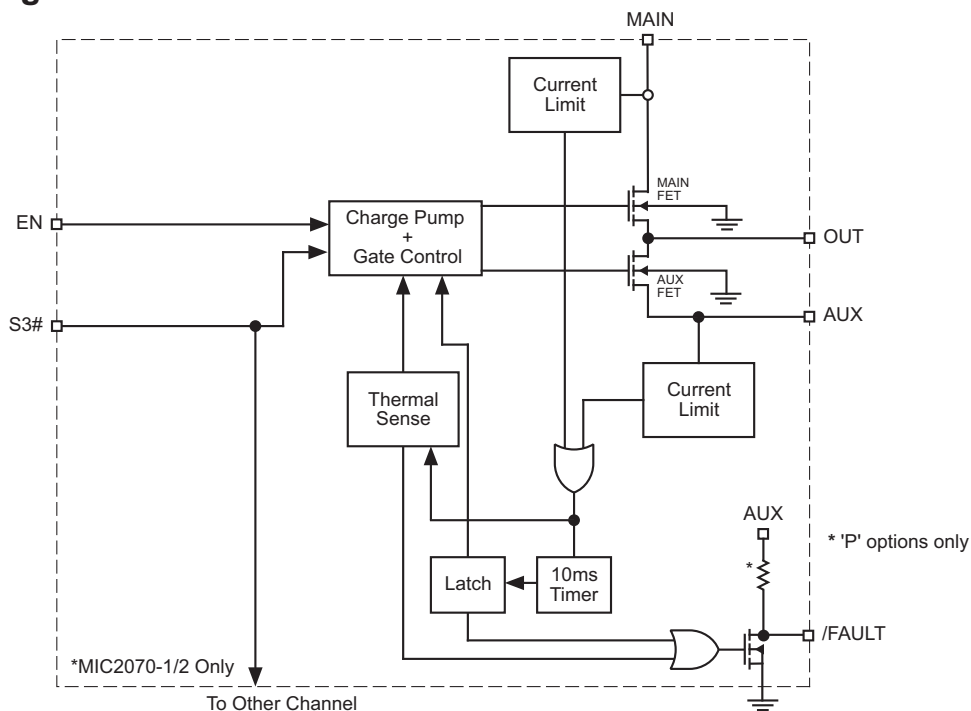 g
MAIN
Current
Limit
MAIN
FET
EN
Charge Pump
+
Gate Control
OUT
AUX
FET
S3#
AUX
Thermal
Sense
Current
Limit
AUX
* 'P' options only
*
Latch
10ms
Timer
/FAULT
*MIC2070-1/2 Only
To Other Channel